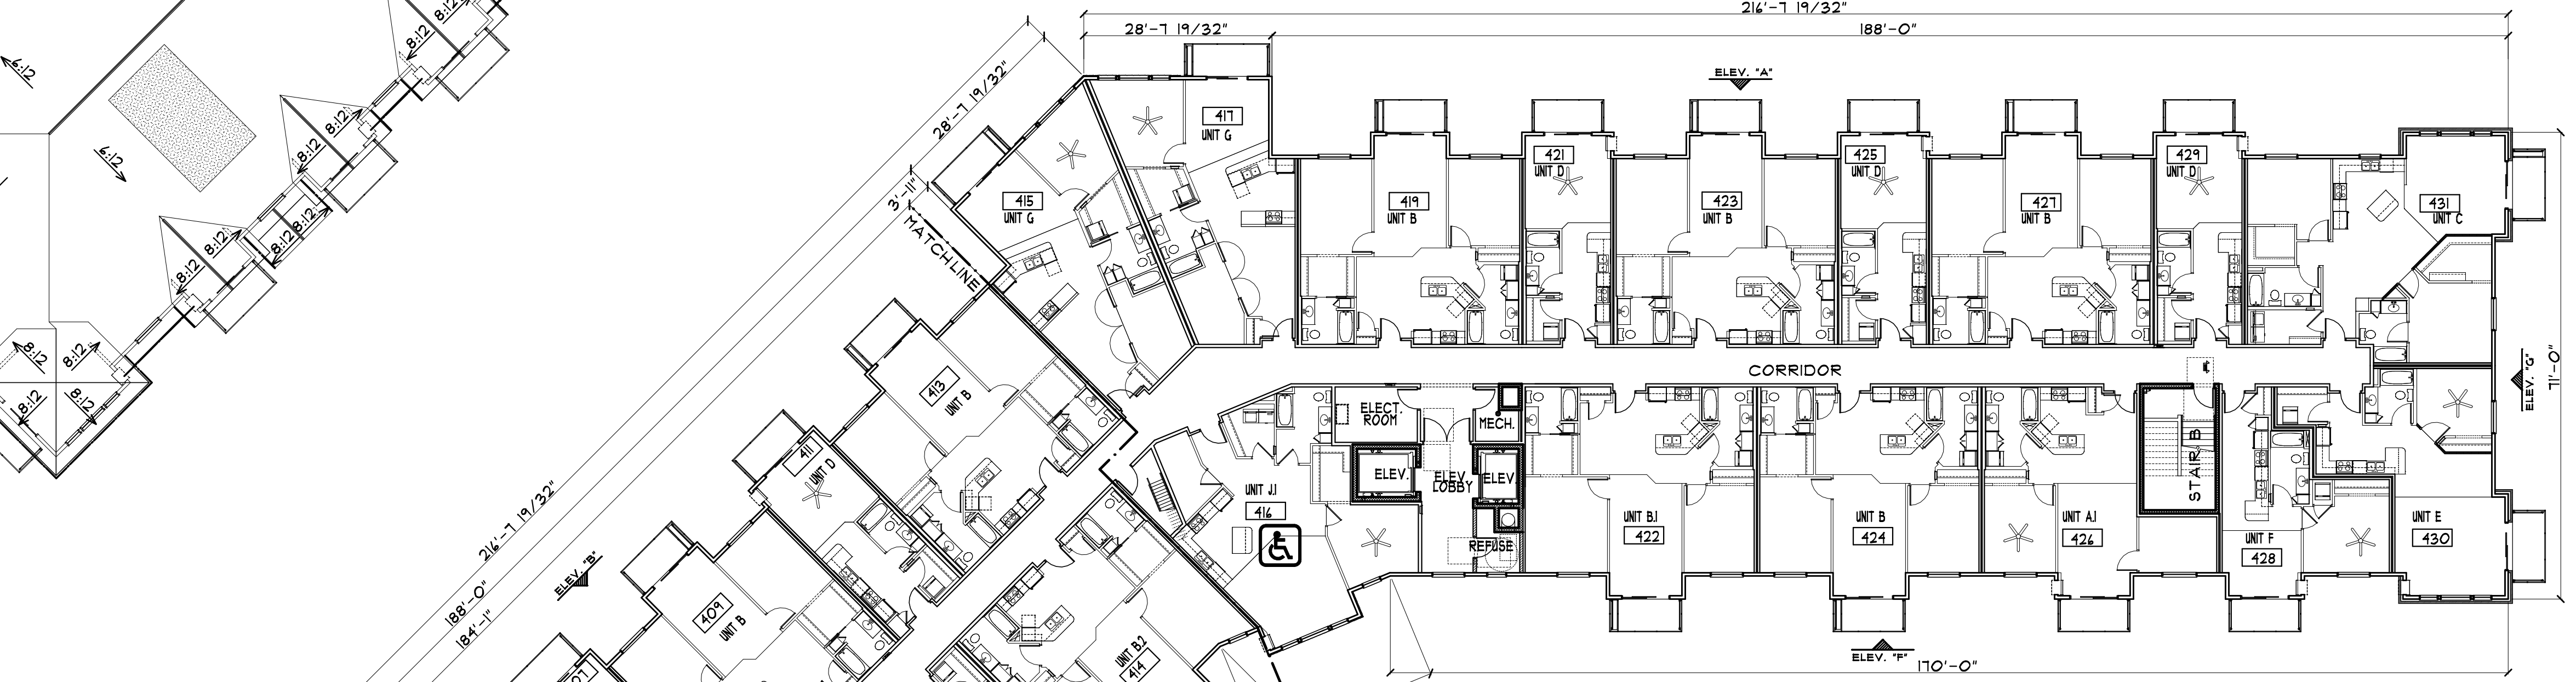 216'-7 19/32"
28'-7 19/32"
188'-0"
ELEV. "A"
28'-7 19/32"
3'-11"
MATCHLINE
216'-7 19/32"
188'-0"
184'-1"
ELEV. "B"
8:12
8:12
6:12
6:12
8:12
8:12
8:12
8:12
8:12
8:12
8:12
8:12
8:12
8:12
8:12
417
UNIT G
415
UNIT G
419
UNIT B
421
UNIT D
423
UNIT B
425
UNIT D
427
UNIT B
429
UNIT D
431
UNIT C
413
UNIT B
411
UNIT D
409
UNIT B
CORRIDOR
ELECT.
ROOM
MECH.
ELEV.
ELEV.
LOBBY
ELEV.
REFUSE
UNIT J.1
416
UNIT B.2
414
UNIT B.1
422
UNIT B
424
UNIT A.1
426
STAIR B
UNIT F
428
UNIT E
430
ELEV. "G"
71'-0"
ELEV. "F"
170'-0"